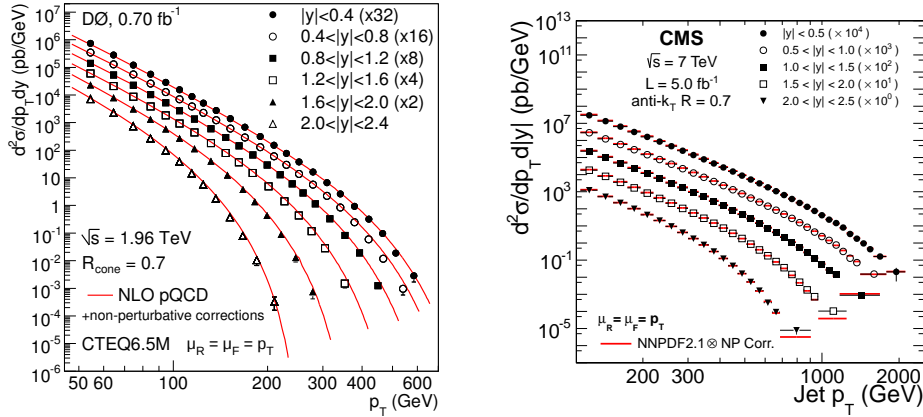 DØ, 0.70 fb⁻¹
|y|<0.4 (x32)
0.4<|y|<0.8 (x16)
0.8<|y|<1.2 (x8)
1.2<|y|<1.6 (x4)
1.6<|y|<2.0 (x2)
2.0<|y|<2.4
d²σ/dp_T dy (pb/GeV)
10⁷
10⁶
10⁵
10⁴
10³
10²
10
1
10⁻¹
10⁻²
10⁻³
10⁻⁴
10⁻⁵
10⁻⁶
√s = 1.96 TeV
R_cone = 0.7
NLO pQCD
+non-perturbative corrections
CTEQ6.5M μ_R = μ_F = p_T
50 60 100 200 300 400 600
p_T (GeV)
CMS
√s = 7 TeV
L = 5.0 fb⁻¹
anti-k_T R = 0.7
|y| < 0.5 (× 10⁴)
0.5 < |y| < 1.0 (× 10³)
1.0 < |y| < 1.5 (× 10²)
1.5 < |y| < 2.0 (× 10¹)
2.0 < |y| < 2.5 (× 10⁰)
d²σ/dp_T d|y| (pb/GeV)
10¹³
10¹¹
10⁷
10³
10⁻¹
10⁻⁵
μ_R = μ_F = p_T
NNPDF2.1 ⊗ NP Corr.
200 300 1000 2000
Jet p_T (GeV)